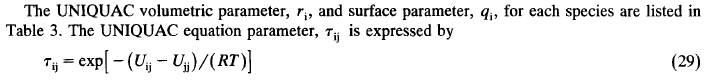 The UNIQUAC volumetric parameter, rᵢ, and surface parameter, qᵢ, for each species are listed in
Table 3. The UNIQUAC equation parameter, τᵢⱼ is expressed by
τᵢⱼ = exp[−(Uᵢⱼ − Uⱼⱼ)/(RT)] (29)